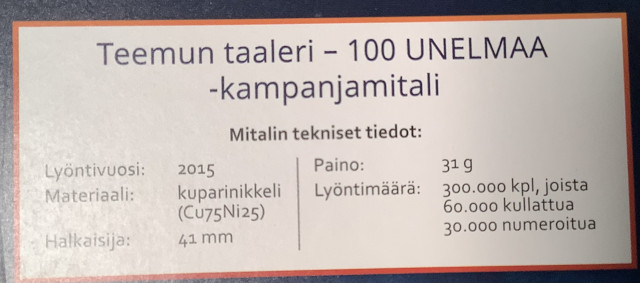 Teemun taaleri – 100 UNELMAA
-kampanjamitali
Mitalin tekniset tiedot:
Lyöntivuosi: 2015
Materiaali: kuparinikkeli
(Cu75Ni25)
Halkaisija: 41 mm
Paino: 31 g
Lyöntimäärä: 300.000 kpl, joista
60.000 kullattua
30.000 numeroitua